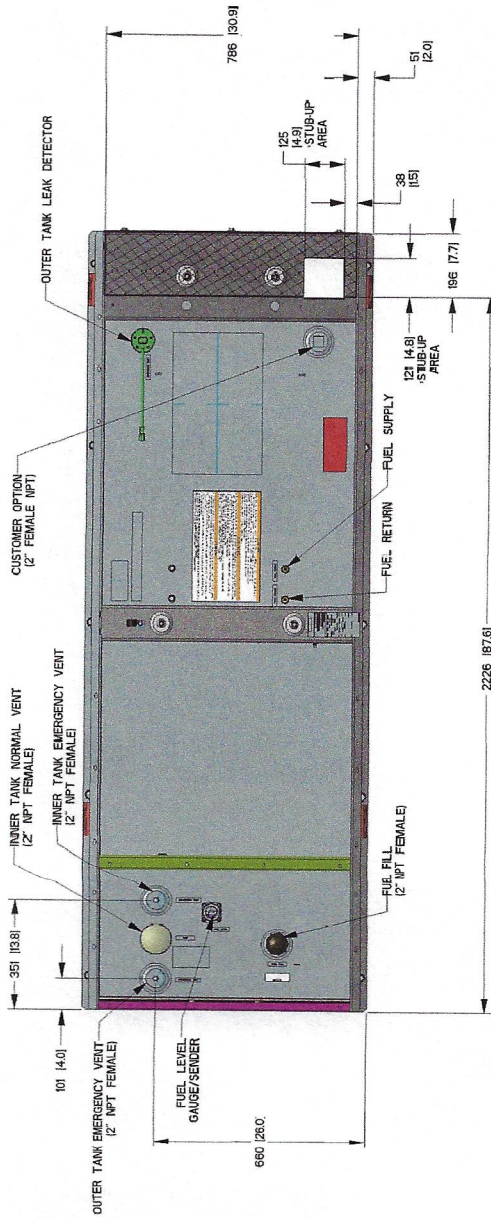 786 [30.9]
51
[2.0]
125
[4.9]
'STUB-UP
AREA
38
[1.5]
196 [7.7]
121 [4.8]
'STUB-UP
AREA
OUTER TANK LEAK DETECTOR
CUSTOMER OPTION
(2" FEMALE NPT)
FUEL SUPPLY
FUEL RETURN
2226 [87.6]
INNER TANK NORMAL VENT
(2" NPT FEMALE)
INNER TANK EMERGENCY VENT
(2" NPT FEMALE)
351 [13.8]
101 [4.0]
FUEL FILL
(2" NPT FEMALE)
OUTER TANK EMERGENCY VENT
(2" NPT FEMALE)
FUEL LEVEL
GAUGE/SENDER
660 [26.0]